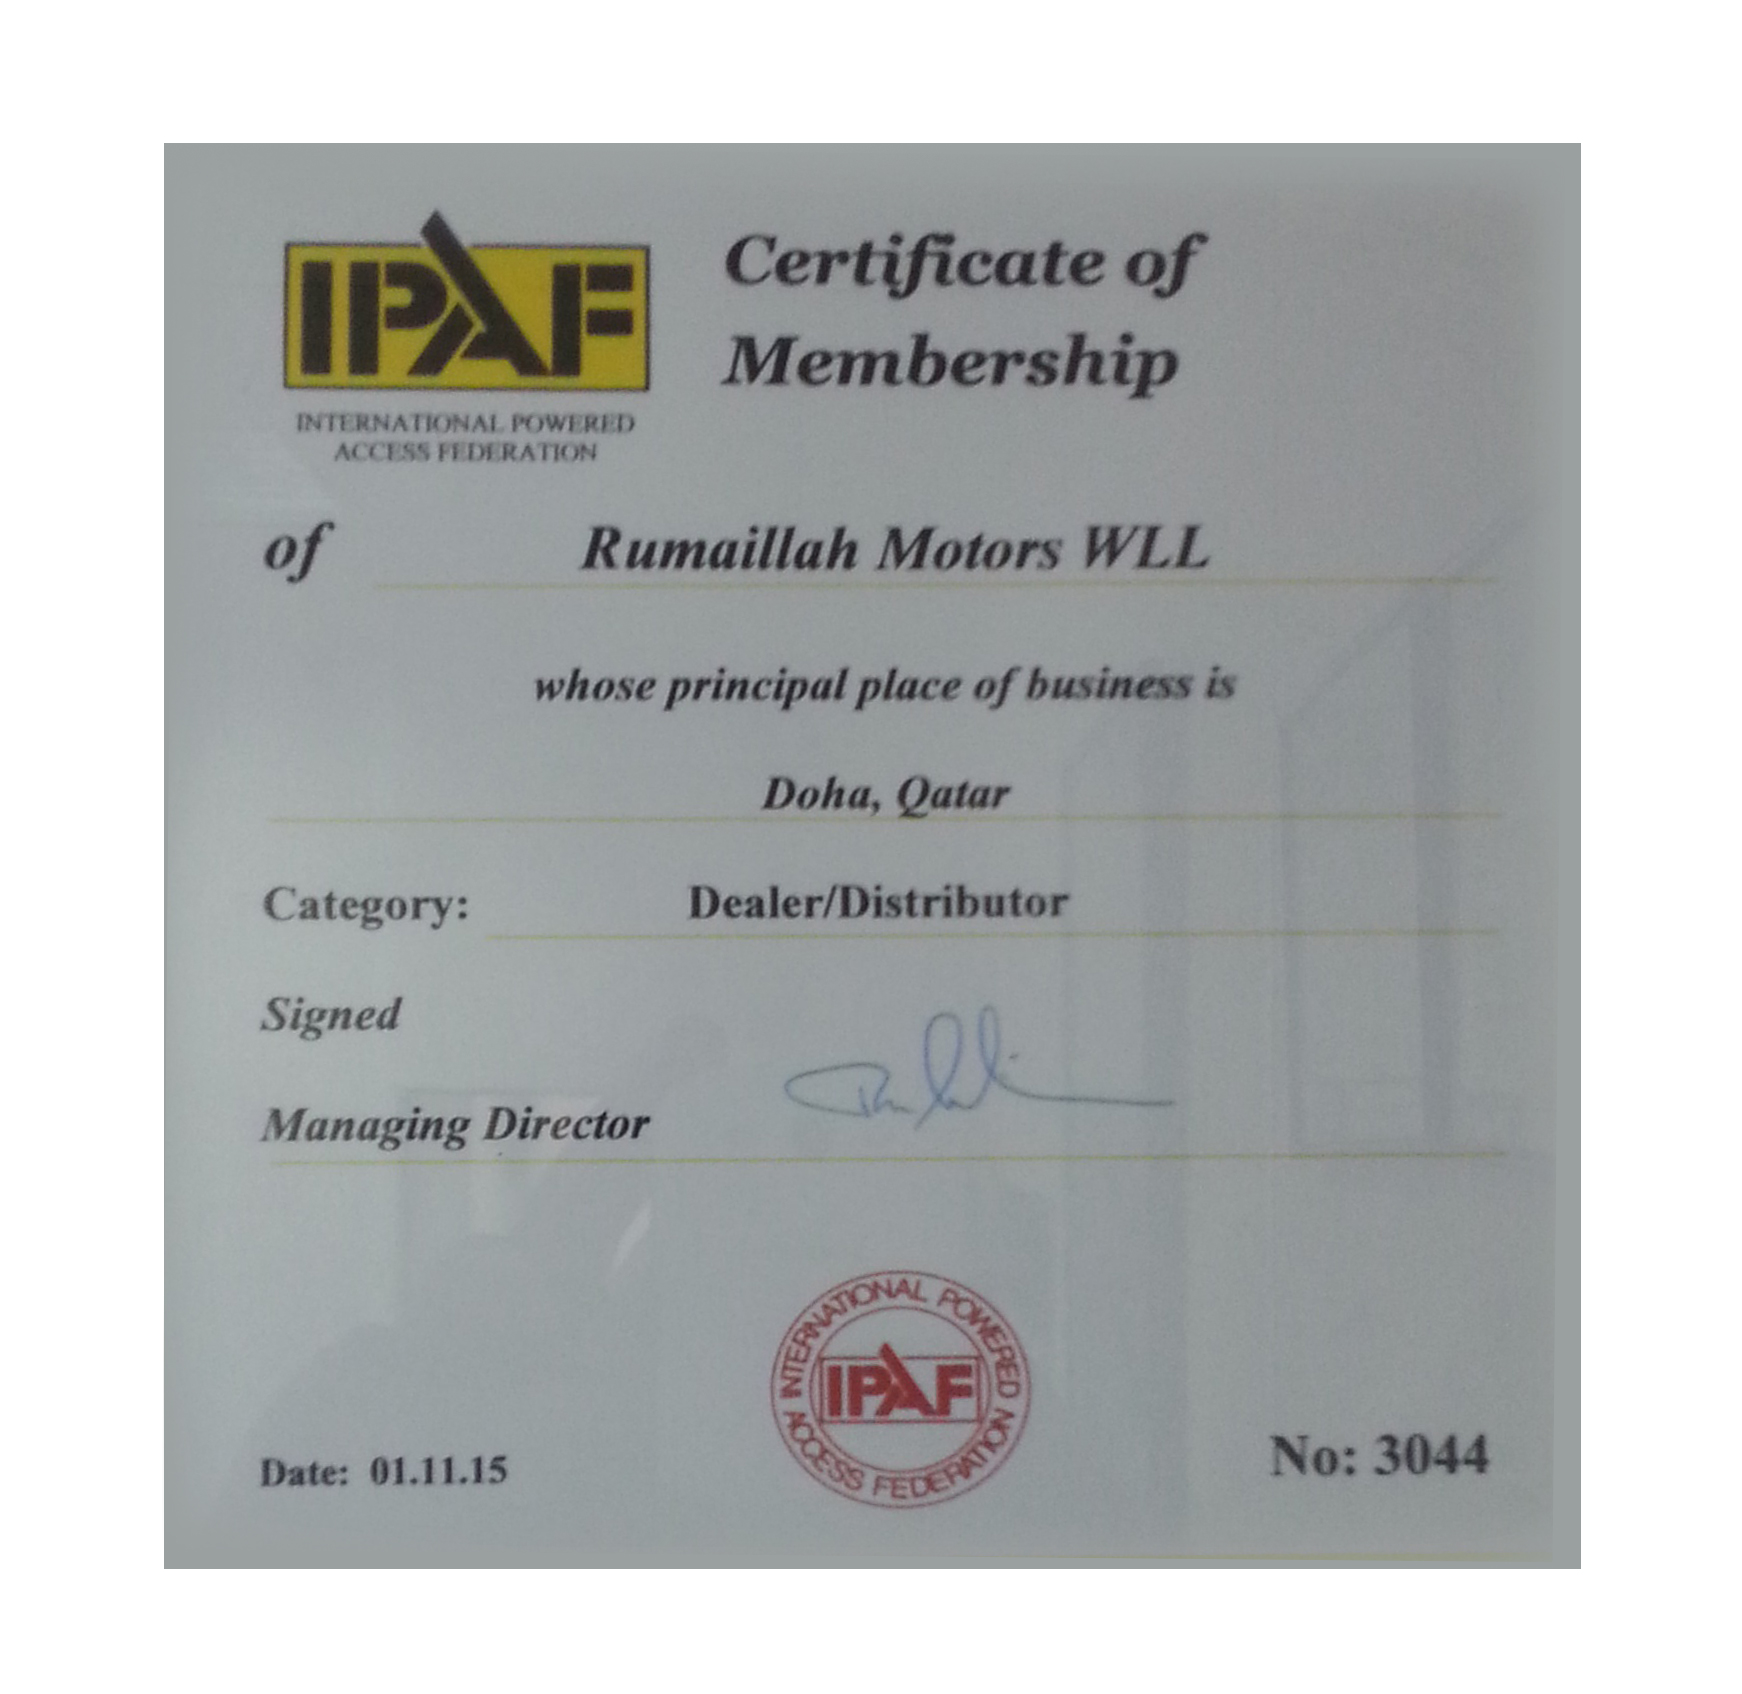 IPAF
INTERNATIONAL POWERED
ACCESS FEDERATION
Certificate of
Membership
of Rumaillah Motors WLL
whose principal place of business is
Doha, Qatar
Category: Dealer/Distributor
Signed
Managing Director
INTERNATIONAL POWERED
IPAF
ACCESS FEDERATION
Date: 01.11.15
No: 3044